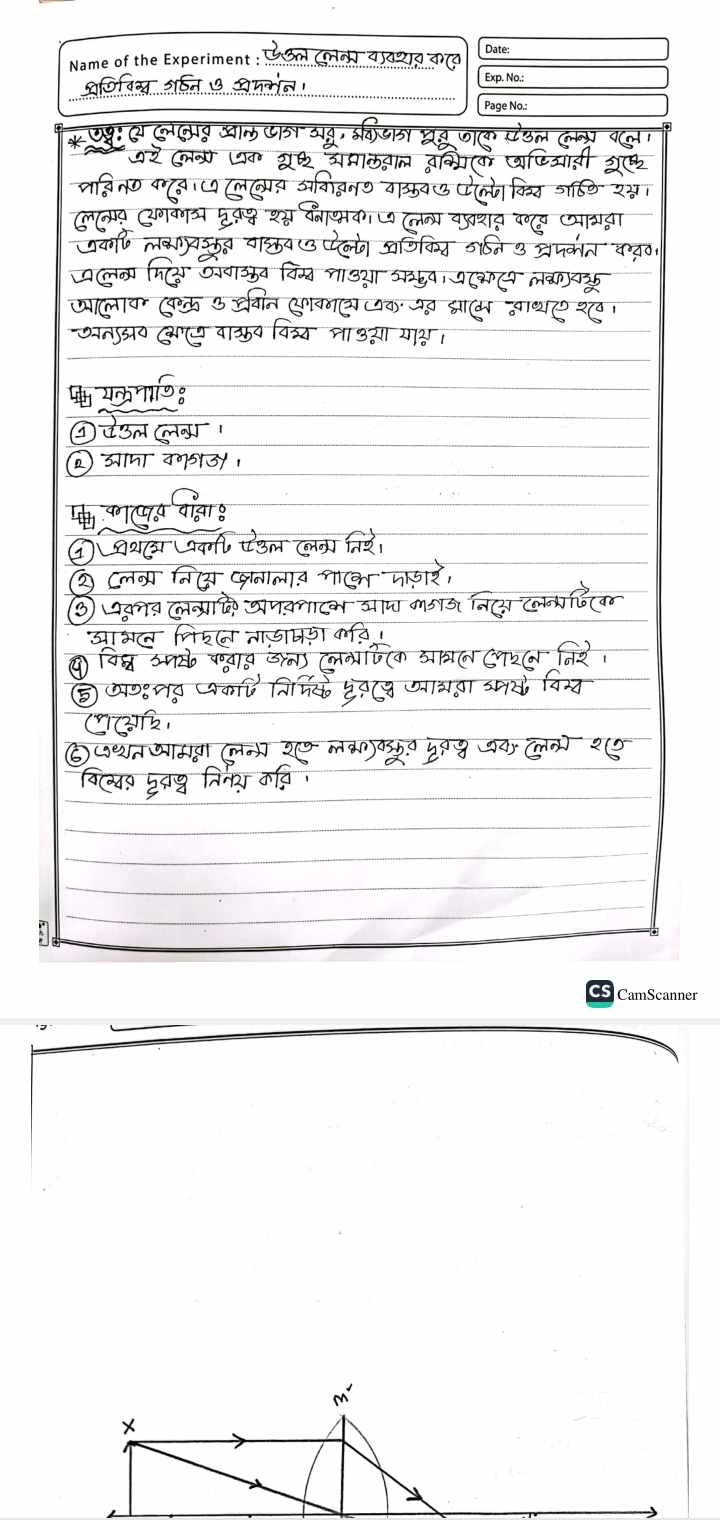 Name of the Experiment : উত্তল লেন্স ব্যবহার করে
প্রতিবিম্ব গঠন ও প্রদর্শন।
Date:
Exp. No.:
Page No.:
* তত্ত্ব: যে লেন্সের প্রান্ত ভাগ সরু, মধ্যভাগ পুরু তাকে উত্তল লেন্স বলে।
এই লেন্স এক গুচ্ছ সমান্তরাল রশ্মিকে অভিসারী গুচ্ছে
পরিনত করে। এ লেন্সের সাধারনত বাস্তব ও উল্টো বিম্ব গঠিত হয়।
লেন্সের ফোকাস দুরত্ব হয় ধনাত্মক। এ লেন্স ব্যবহার করে আমরা
একটি লক্ষ্যবস্তুর বাস্তব ও উল্টো প্রতিবিম্ব গঠন ও প্রদর্শন করব।
এলেন্স দিয়ে অবাস্তব বিম্ব পাওয়া সম্ভব। এক্ষেত্রে লক্ষ্যবস্তু
আলোক কেন্দ্র ও প্রধান ফোকাসে এবং এর মাঝে রাখতে হবে।
অন্যসব ক্ষেত্রে বাস্তব বিম্ব পাওয়া যায়।
যন্ত্রপাতি:
① উত্তল লেন্স ।
② সাদা কাগজ ।
কাজের ধারা:
① প্রথমে একটি উত্তল লেন্স নিই।
② লেন্স নিয়ে জানালার পাশে দাড়াই,
③ এরপর লেন্সটির অপরপাশে সাদা কাগজ নিয়ে লেন্সটিকে
সামনে পিছনে নাড়াচাড়া করি।
④ বিম্ব স্পষ্ট করার জন্য লেন্সটিকে সামনে পেছনে নিই ।
⑤ অতঃপর একটি নির্দিষ্ট দূরত্বে আমরা স্পষ্ট বিম্ব
পেয়েছি।
⑥ এখন আমরা লেন্স হতে লক্ষ্যবস্তুর দুরত্ব এবং লেন্স হতে
বিম্বের দুরত্ব নির্নয় করি ।
CS CamScanner
M'
X